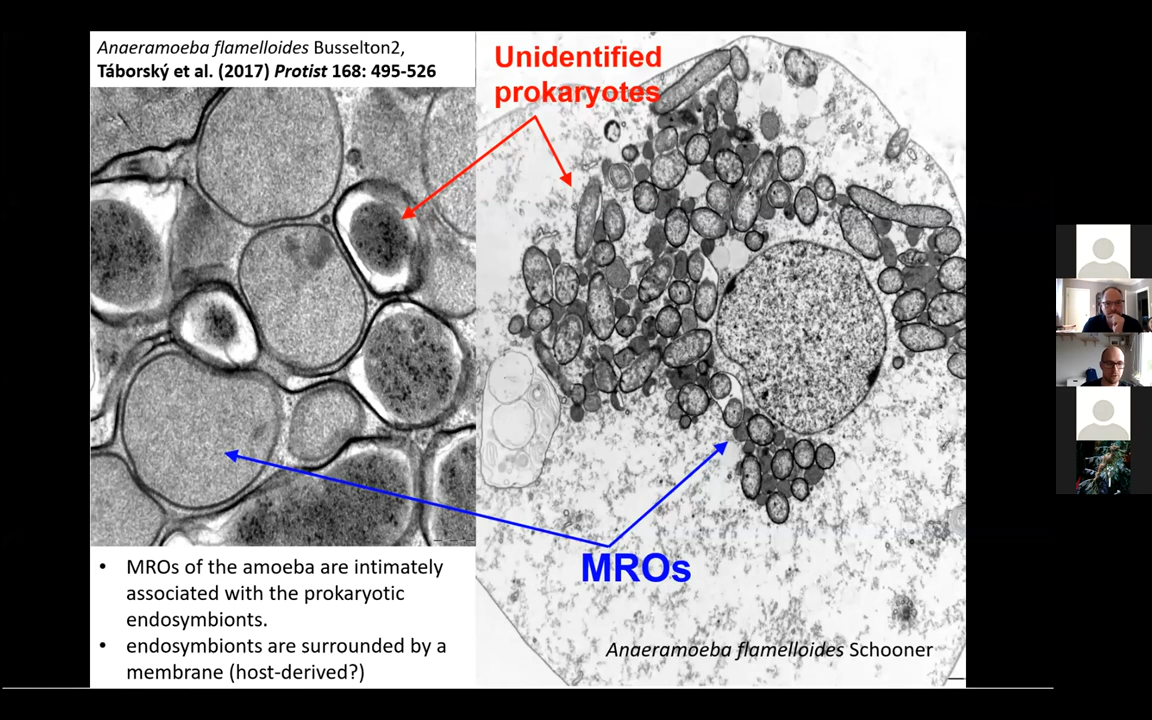 Anaeramoeba flamelloides Busselton2,
Táborský et al. (2017) Protist 168: 495-526
Unidentified
prokaryotes
MROs
• MROs of the amoeba are intimately
associated with the prokaryotic
endosymbionts.
• endosymbionts are surrounded by a
membrane (host-derived?)
Anaeramoeba flamelloides Schooner